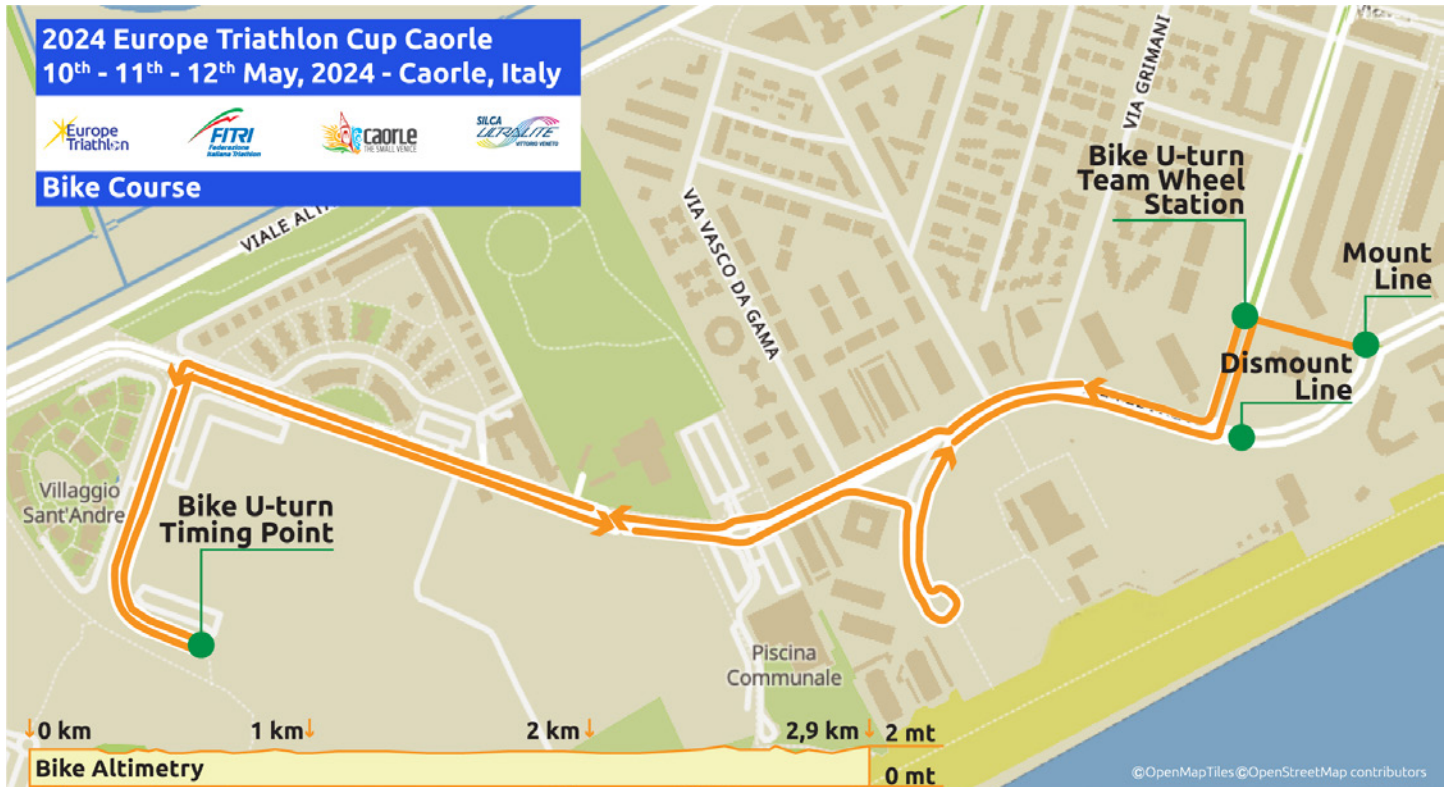 2024 Europe Triathlon Cup Caorle
10th - 11th - 12th May, 2024 - Caorle, Italy
Europe
Triathlon
FITRI
Federazione
Italiana Triathlon
caorle
THE SMALL VENICE
SILCA
ULTRALITE
VITTORIO VENETO
Bike Course
VIALE
VIA GRIMANI
VIA VASCO DA GAMA
Bike U-turn
Team Wheel
Station
Mount
Line
Dismount
Line
Villaggio
Sant'Andre
Bike U-turn
Timing Point
Piscina
Communale
0 km
1 km
2 km
2,9 km
2 mt
Bike Altimetry
0 mt
©OpenMapTiles ©OpenStreetMap contributors